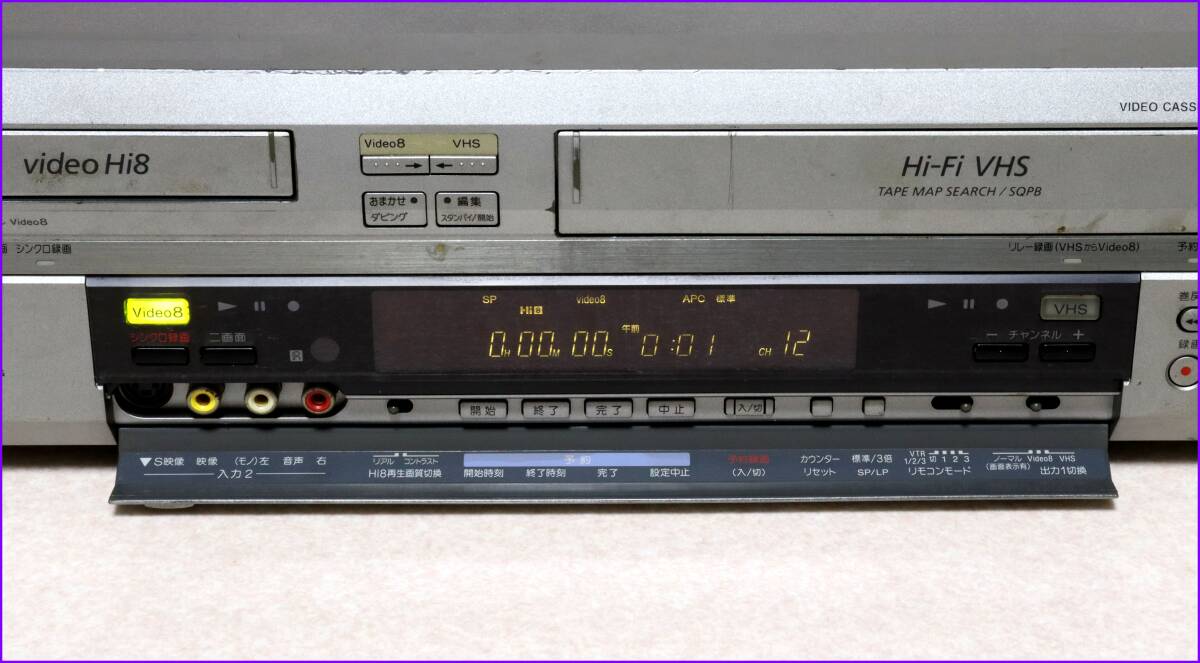 VIDEO CASS
video Hi8
Video8 VHS
Hi-Fi VHS
TAPE MAP SEARCH / SQPB
おまかせ
ダビング
編集
スタンバイ/開始
Video8
シンクロ録画
リレー録画(VHSからVideo8)
予約
巻戻
Video8
シンクロ録画
二画面
SP
video8
APC 標準
Hi8
午前
0H00M00S 0:01 CH 12
VHS
− チャンネル +
録画
開始
終了
完了
中止
入/切
▼S映像 映像 (モノ)左 音声 右
入力2
リアル コントラスト
Hi8再生画質切換
予約
開始時刻 終了時刻 完了 設定中止
予約録画
(入/切)
カウンター
リセット
標準/3倍
SP/LP
VTR
1/2/3 切 1 2 3
リモコンモード
ノーマル Video8 VHS
(画面表示有)
出力1切換